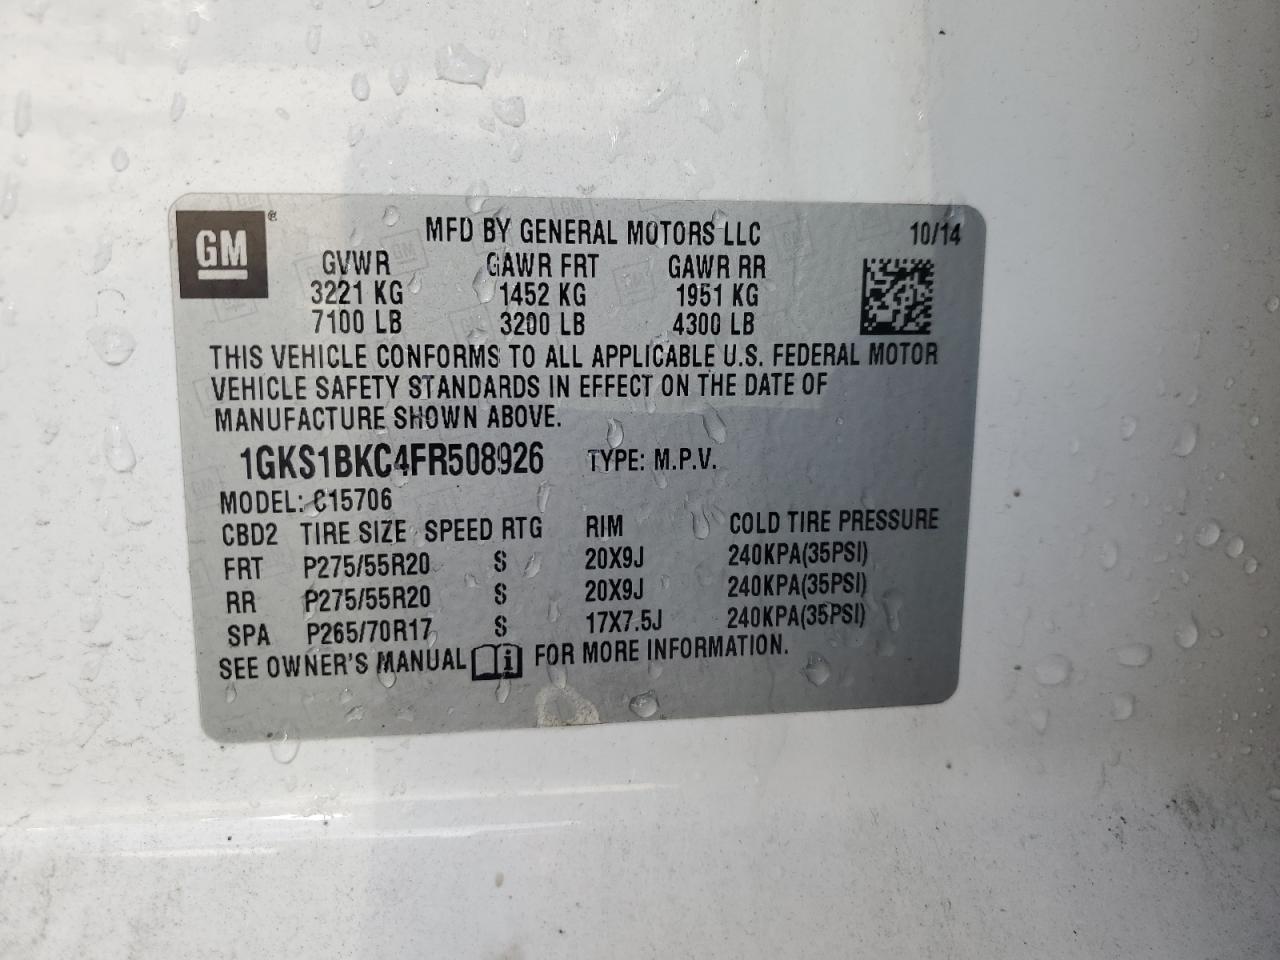 GM ®
MFD BY GENERAL MOTORS LLC 10/14
GVWR GAWR FRT GAWR RR
3221 KG 1452 KG 1951 KG
7100 LB 3200 LB 4300 LB
THIS VEHICLE CONFORMS TO ALL APPLICABLE U.S. FEDERAL MOTOR
VEHICLE SAFETY STANDARDS IN EFFECT ON THE DATE OF
MANUFACTURE SHOWN ABOVE.
1GKS1BKC4FR508926 TYPE: M.P.V.
MODEL: C15706
CBD2 TIRE SIZE SPEED RTG RIM COLD TIRE PRESSURE
FRT P275/55R20 S 20X9J 240KPA(35PSI)
RR P275/55R20 S 20X9J 240KPA(35PSI)
SPA P265/70R17 S 17X7.5J 240KPA(35PSI)
SEE OWNER'S MANUAL i FOR MORE INFORMATION.